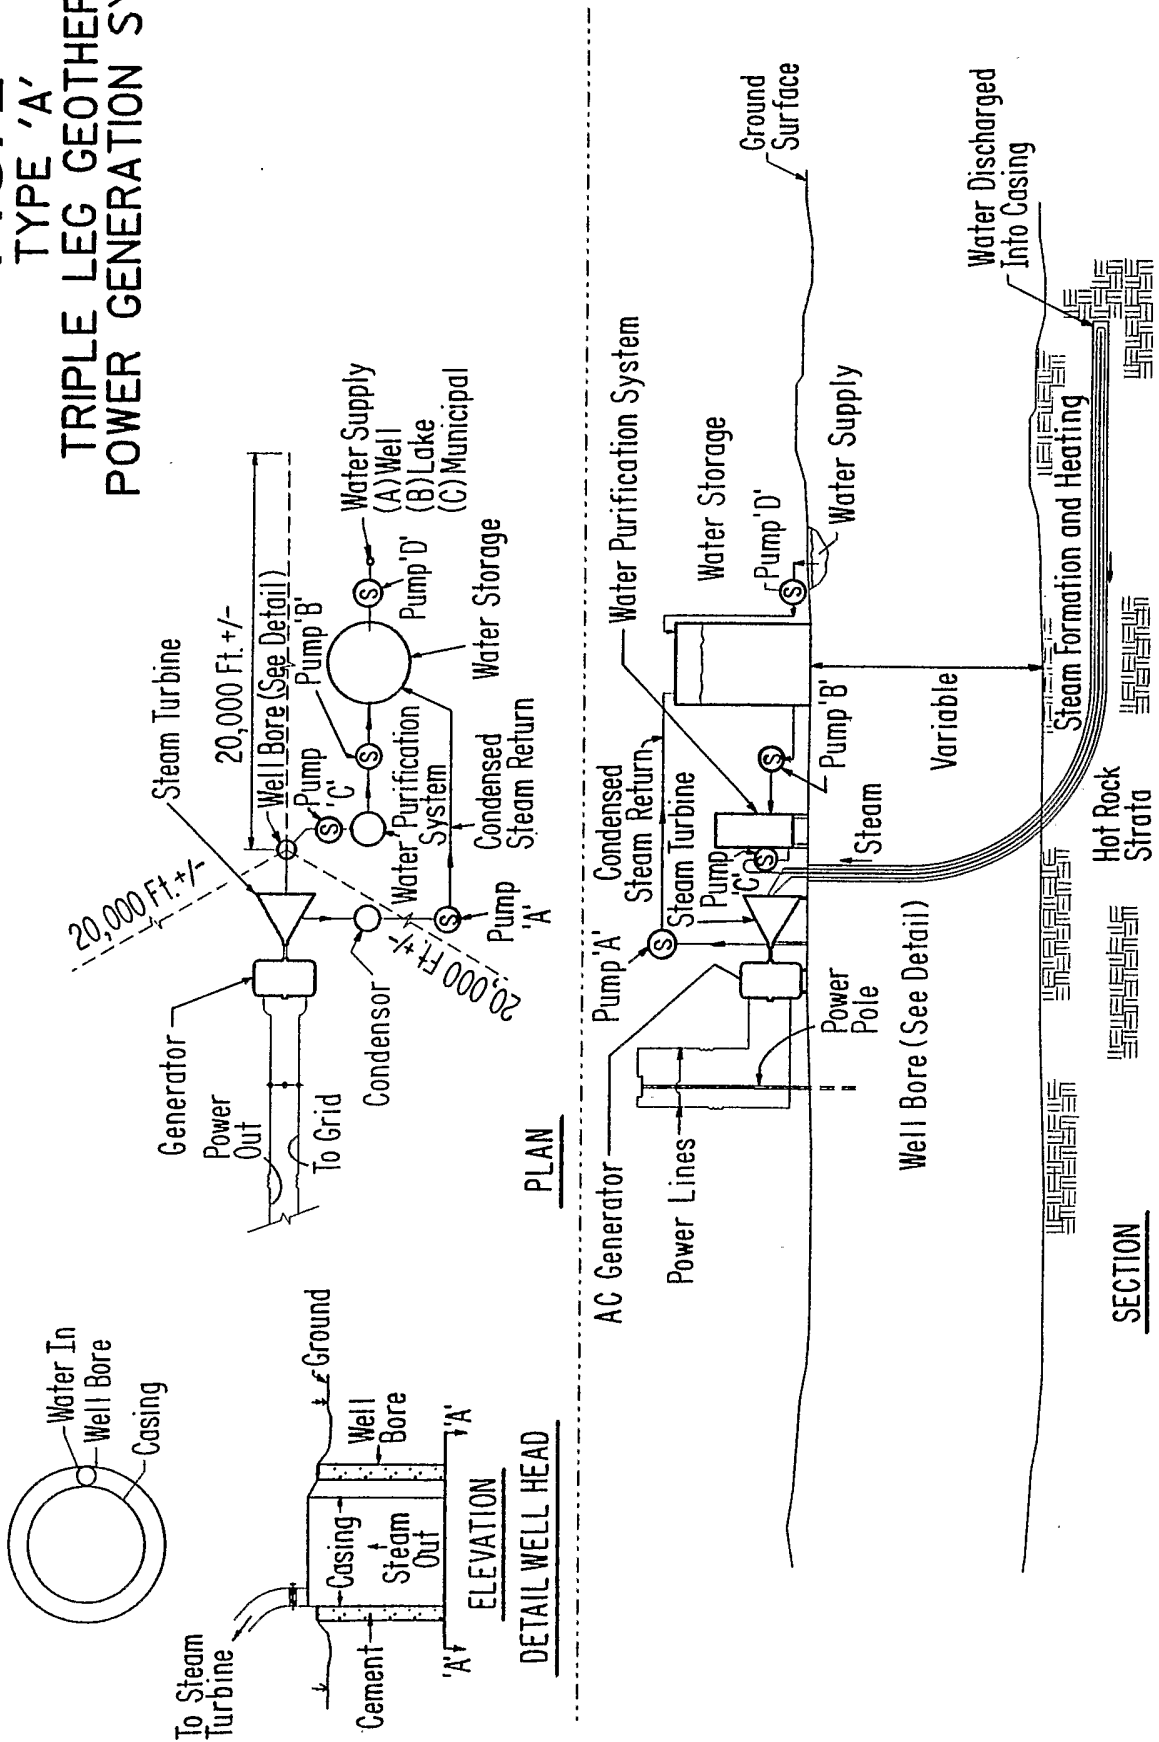 TYPE 'A'
TRIPLE LEG GEOTHER
POWER GENERATION SY
Water In
Well Bore
Casing
To Steam
Turbine
Ground
Casing
Steam
Out
Well
Bore
Cement
'A'
'A'
ELEVATION
DETAIL WELL HEAD
Generator
Power
Out
To Grid
Condensor
20,000 Ft.+/-
Steam Turbine
20,000 Ft.+/-
Well Bore (See Detail)
Pump
'C'
S
Pump 'B'
S
Water Purification
System
20,000 Ft.+/-
S
Pump
'A'
Condensed
Steam Return
Water Storage
S
Pump'D'
Water Supply
(A)Well
(B)Lake
(C)Municipal
PLAN
AC Generator
Power Lines
Pump'A'
S
Condensed
Steam Return
Steam Turbine
Pump
'C'
S
Water Purification System
Water Storage
Pump'D'
S
Water Supply
Ground
Surface
S
Pump'B'
Power
Pole
Steam
Well Bore (See Detail)
Variable
Water Discharged
Into Casing
Steam Formation and Heating
Hot Rock
Strata
SECTION